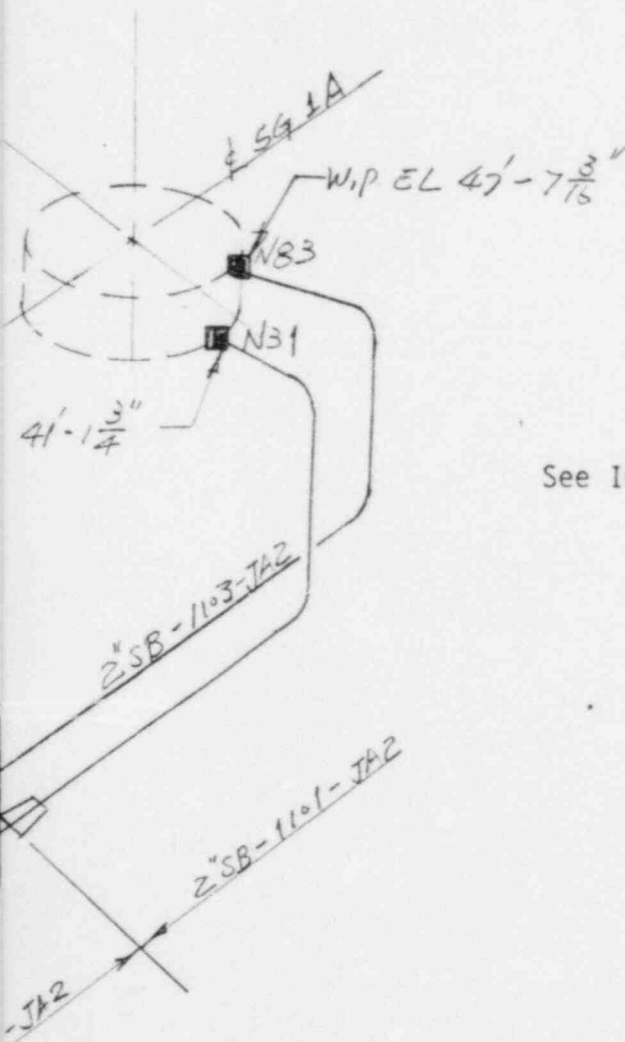 ℄ SG 1A
W.P EL 47'-7 3/16"
N83
N31
41'-1 3/4"
See I
2"SB-1103-JA2
2"SB-1101-JA2
-JA2